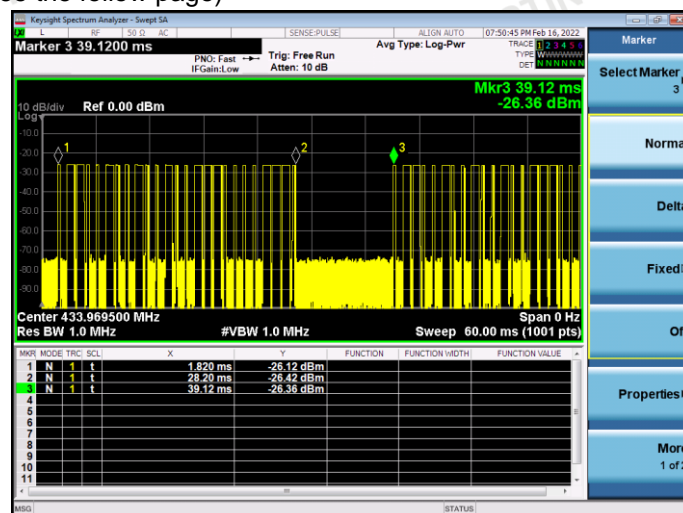 se the follow page)
Keysight Spectrum Analyzer - Swept SA
L RF 50 Ω AC SENSE:PULSE ALIGN AUTO 07:50:45 PM Feb 16, 2022
Marker 3 39.1200 ms
PNO: Fast
IFGain:Low
Trig: Free Run
Atten: 10 dB
Avg Type: Log-Pwr
TRACE 1 2 3 4 5 6
TYPE WWWWWW
DET N N N N N N
Marker
Select Marker
3
Norma
Delt
Fixed
Of
Properties
More
1 of 2
Mkr3 39.12 ms
-26.36 dBm
10 dB/div Ref 0.00 dBm
Log
-10.0
-20.0
-30.0
-40.0
-50.0
-60.0
-70.0
-80.0
-90.0
1
2
3
Center 433.969500 MHz Span 0 Hz
Res BW 1.0 MHz #VBW 1.0 MHz Sweep 60.00 ms (1001 pts)
MKR MODE TRC SCL X Y FUNCTION FUNCTION WIDTH FUNCTION VALUE
1 N 1 t 1.820 ms -26.12 dBm
2 N 1 t 28.20 ms -26.42 dBm
3 N 1 t 39.12 ms -26.36 dBm
4
5
6
7
8
9
10
11
MSG STATUS